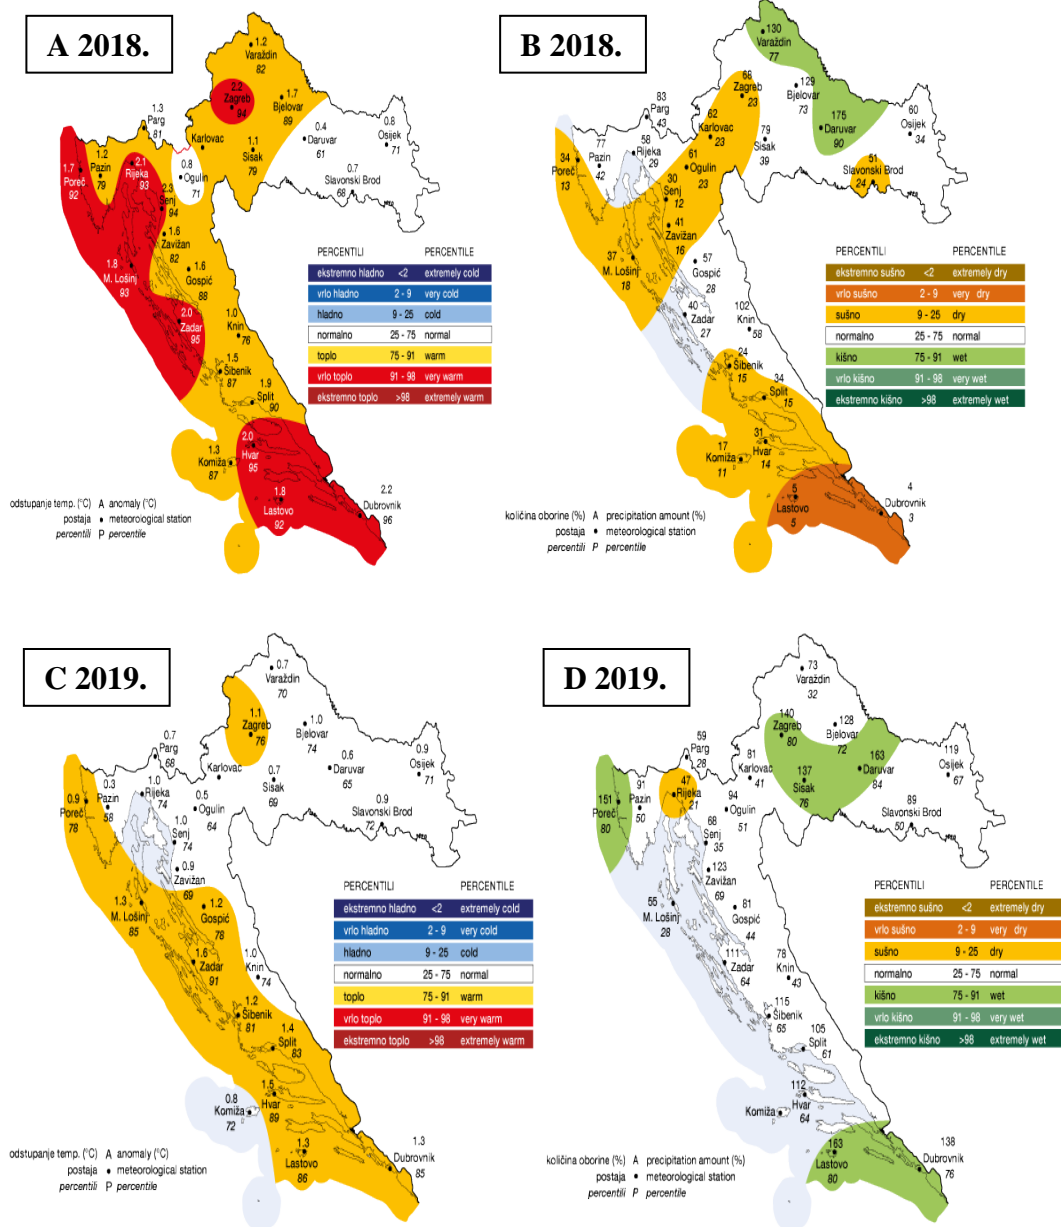 A 2018.
1.2
Varaždin
82
2.2
Zagreb
94
1.7
Bjelovar
89
1.3
Parg
81
Karlovac
1.1
Sisak
79
0.4
Daruvar
61
0.8
Osijek
71
0.7
Slavonski Brod
68
1.7
Poreč
92
1.2
Pazin
79
2.1
Rijeka
93
0.8
Ogulin
71
2.3
Senj
94
1.6
Zavižan
82
1.8
M. Lošinj
93
1.6
Gospić
88
2.0
Zadar
95
1.0
Knin
76
1.5
Šibenik
87
1.9
Split
90
2.0
Hvar
95
1.3
Komiža
87
1.8
Lastovo
92
2.2
Dubrovnik
96
PERCENTILI PERCENTILE
ekstremno hladno <2 extremely cold
vrlo hladno 2 - 9 very cold
hladno 9 - 25 cold
normalno 25 - 75 normal
toplo 75 - 91 warm
vrlo toplo 91 - 98 very warm
ekstremno toplo >98 extremely warm
odstupanje temp. (°C) A anomaly (°C)
postaja • meteorological station
percentili P percentile
B 2018.
130
Varaždin
77
68
Zagreb
23
129
Bjelovar
73
175
Daruvar
90
60
Osijek
34
83
Parg
43
62
Karlovac
23
79
Sisak
39
51
Slavonski Brod
24
34
Poreč
13
77
Pazin
42
58
Rijeka
29
61
Ogulin
23
30
Senj
12
41
Zavižan
16
37
M. Lošinj
18
57
Gospić
28
40
Zadar
27
102
Knin
58
24
Šibenik
15
34
Split
15
31
Hvar
14
17
Komiža
11
5
Lastovo
5
4
Dubrovnik
3
PERCENTILI PERCENTILE
ekstremno sušno <2 extremely dry
vrlo sušno 2 - 9 very dry
sušno 9 - 25 dry
normalno 25 - 75 normal
kišno 75 - 91 wet
vrlo kišno 91 - 98 very wet
ekstremno kišno >98 extremely wet
količina oborine (%) A precipitation amount (%)
postaja • meteorological station
percentili P percentile
C 2019.
0.7
Varaždin
70
1.1
Zagreb
76
1.0
Bjelovar
74
0.7
Parg
68
Karlovac
0.7
Sisak
69
0.6
Daruvar
65
0.9
Osijek
71
0.9
Slavonski Brod
72
0.9
Poreč
78
0.3
Pazin
58
1.0
Rijeka
74
0.5
Ogulin
64
1.0
Senj
74
0.9
Zavižan
69
1.3
M. Lošinj
85
1.2
Gospić
78
1.6
Zadar
91
1.0
Knin
74
1.2
Šibenik
81
1.4
Split
83
1.5
Hvar
89
0.8
Komiža
72
1.3
Lastovo
86
1.3
Dubrovnik
85
PERCENTILI PERCENTILE
ekstremno hladno <2 extremely cold
vrlo hladno 2 - 9 very cold
hladno 9 - 25 cold
normalno 25 - 75 normal
toplo 75 - 91 warm
vrlo toplo 91 - 98 very warm
ekstremno toplo >98 extremely warm
odstupanje temp. (°C) A anomaly (°C)
postaja • meteorological station
percentili P percentile
D 2019.
73
Varaždin
32
140
Zagreb
80
128
Bjelovar
72
163
Daruvar
84
119
Osijek
67
59
Parg
28
81
Karlovac
41
137
Sisak
76
89
Slavonski Brod
50
151
Poreč
80
91
Pazin
50
47
Rijeka
21
94
Ogulin
51
68
Senj
35
123
Zavižan
69
55
M. Lošinj
28
81
Gospić
44
111
Zadar
64
78
Knin
43
115
Šibenik
65
105
Split
61
112
Hvar
64
Komiža
163
Lastovo
80
138
Dubrovnik
76
PERCENTILI PERCENTILE
ekstremno sušno <2 extremely dry
vrlo sušno 2 - 9 very dry
sušno 9 - 25 dry
normalno 25 - 75 normal
kišno 75 - 91 wet
vrlo kišno 91 - 98 very wet
ekstremno kišno >98 extremely wet
količina oborine (%) A precipitation amount (%)
postaja • meteorological station
percentili P percentile